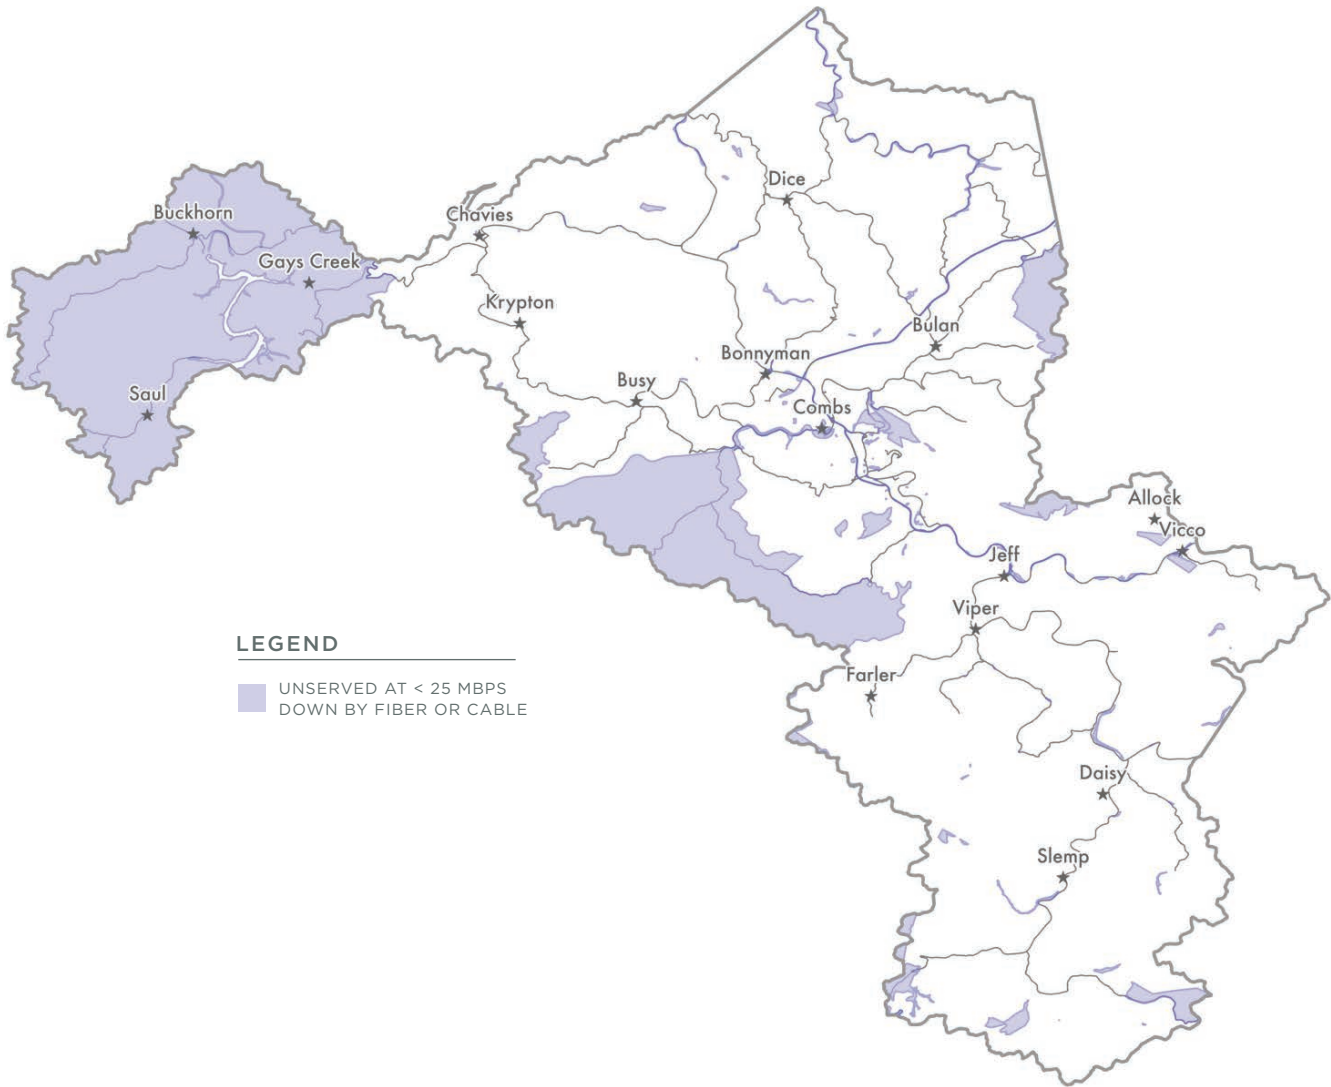 Dice
Buckhorn
Chavies
Gays Creek
Krypton
Bulan
Bonnyman
Busy
Saul
Combs
Allock
Vicco
Jeff
Viper
LEGEND
Farler
UNSERVED AT < 25 MBPS
DOWN BY FIBER OR CABLE
Daisy
Slemp